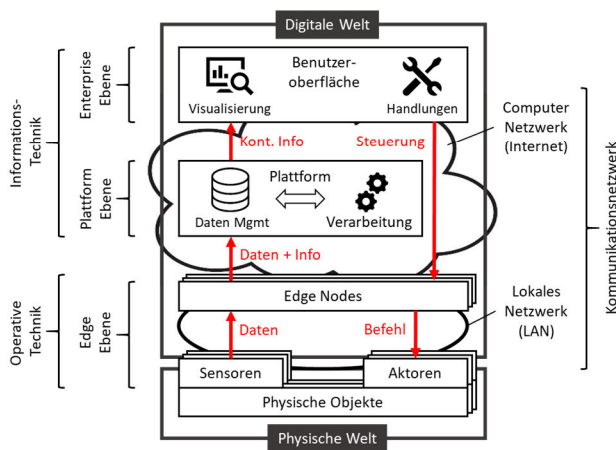 Digitale Welt
Benutzer-
oberfläche
Visualisierung
Handlungen
Kont. Info
Steuerung
Plattform
Daten Mgmt
Verarbeitung
Daten + Info
Edge Nodes
Daten
Befehl
Sensoren
Aktoren
Physische Objekte
Physische Welt
Informations-
Technik
Operative
Technik
Enterprise
Ebene
Plattform
Ebene
Edge
Ebene
Computer
Netzwerk
(Internet)
Lokales
Netzwerk
(LAN)
Kommunikationsnetzwerk